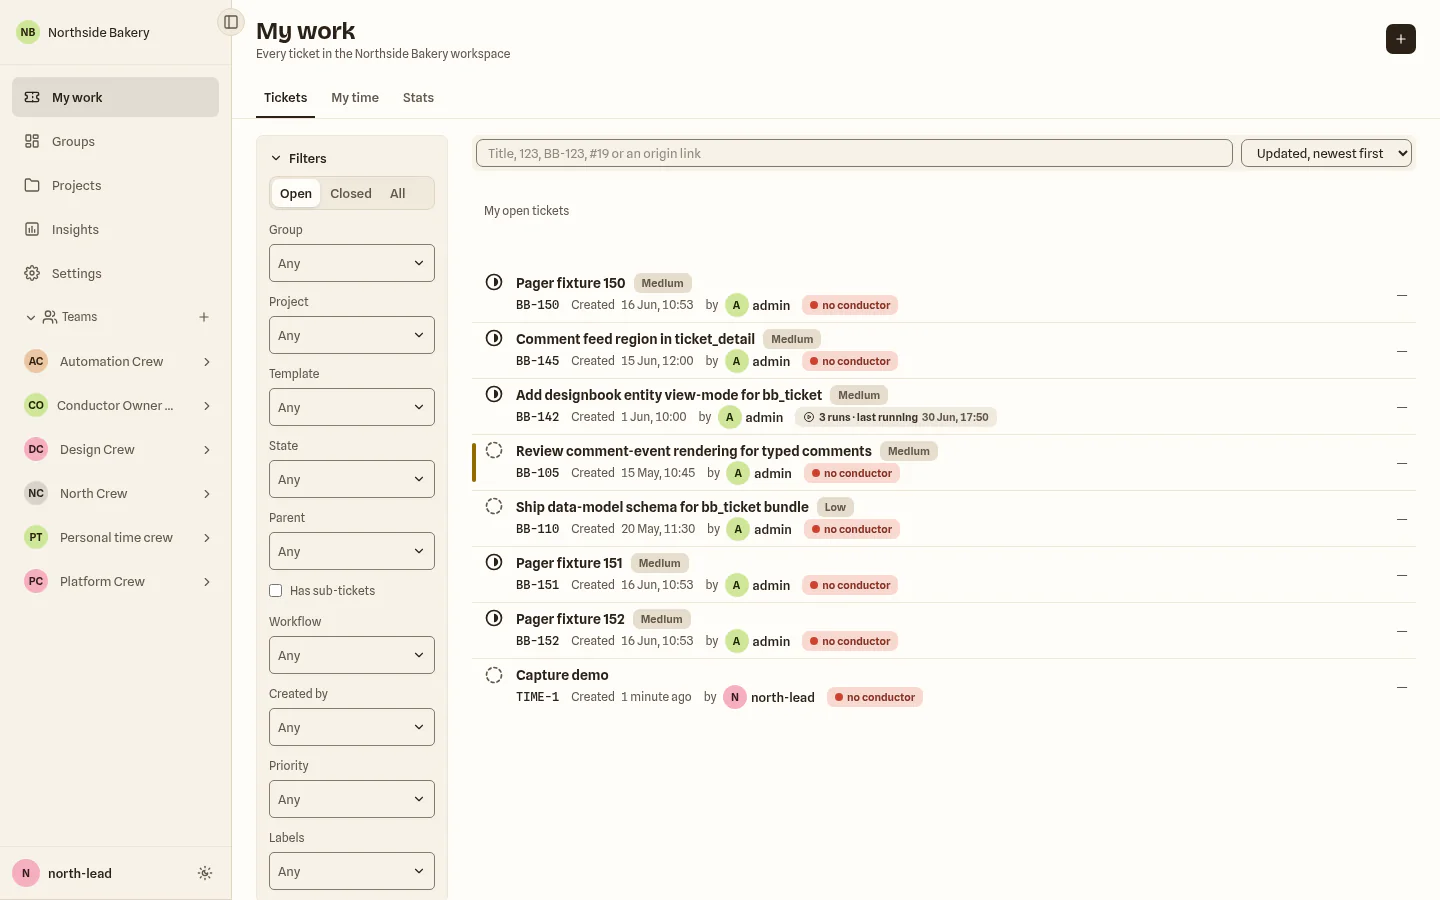 NB Northside Bakery
My work
Groups
Projects
Insights
Settings
Teams
AC Automation Crew
CO Conductor Owner ...
DC Design Crew
NC North Crew
PT Personal time crew
PC Platform Crew
N north-lead
My work
Every ticket in the Northside Bakery workspace
Tickets My time Stats
Filters
Open Closed All
Group
Any
Project
Any
Template
Any
State
Any
Parent
Any
Has sub-tickets
Workflow
Any
Created by
Any
Priority
Any
Labels
Any
Title, 123, BB-123, #19 or an origin link
Updated, newest first
My open tickets
Pager fixture 150 Medium
BB-150 Created 16 Jun, 10:53 by A admin no conductor
Comment feed region in ticket_detail Medium
BB-145 Created 15 Jun, 12:00 by A admin no conductor
Add designbook entity view-mode for bb_ticket Medium
BB-142 Created 1 Jun, 10:00 by A admin 3 runs · last running 30 Jun, 17:50
Review comment-event rendering for typed comments Medium
BB-105 Created 15 May, 10:45 by A admin no conductor
Ship data-model schema for bb_ticket bundle Low
BB-110 Created 20 May, 11:30 by A admin no conductor
Pager fixture 151 Medium
BB-151 Created 16 Jun, 10:53 by A admin no conductor
Pager fixture 152 Medium
BB-152 Created 16 Jun, 10:53 by A admin no conductor
Capture demo
TIME-1 Created 1 minute ago by N north-lead no conductor